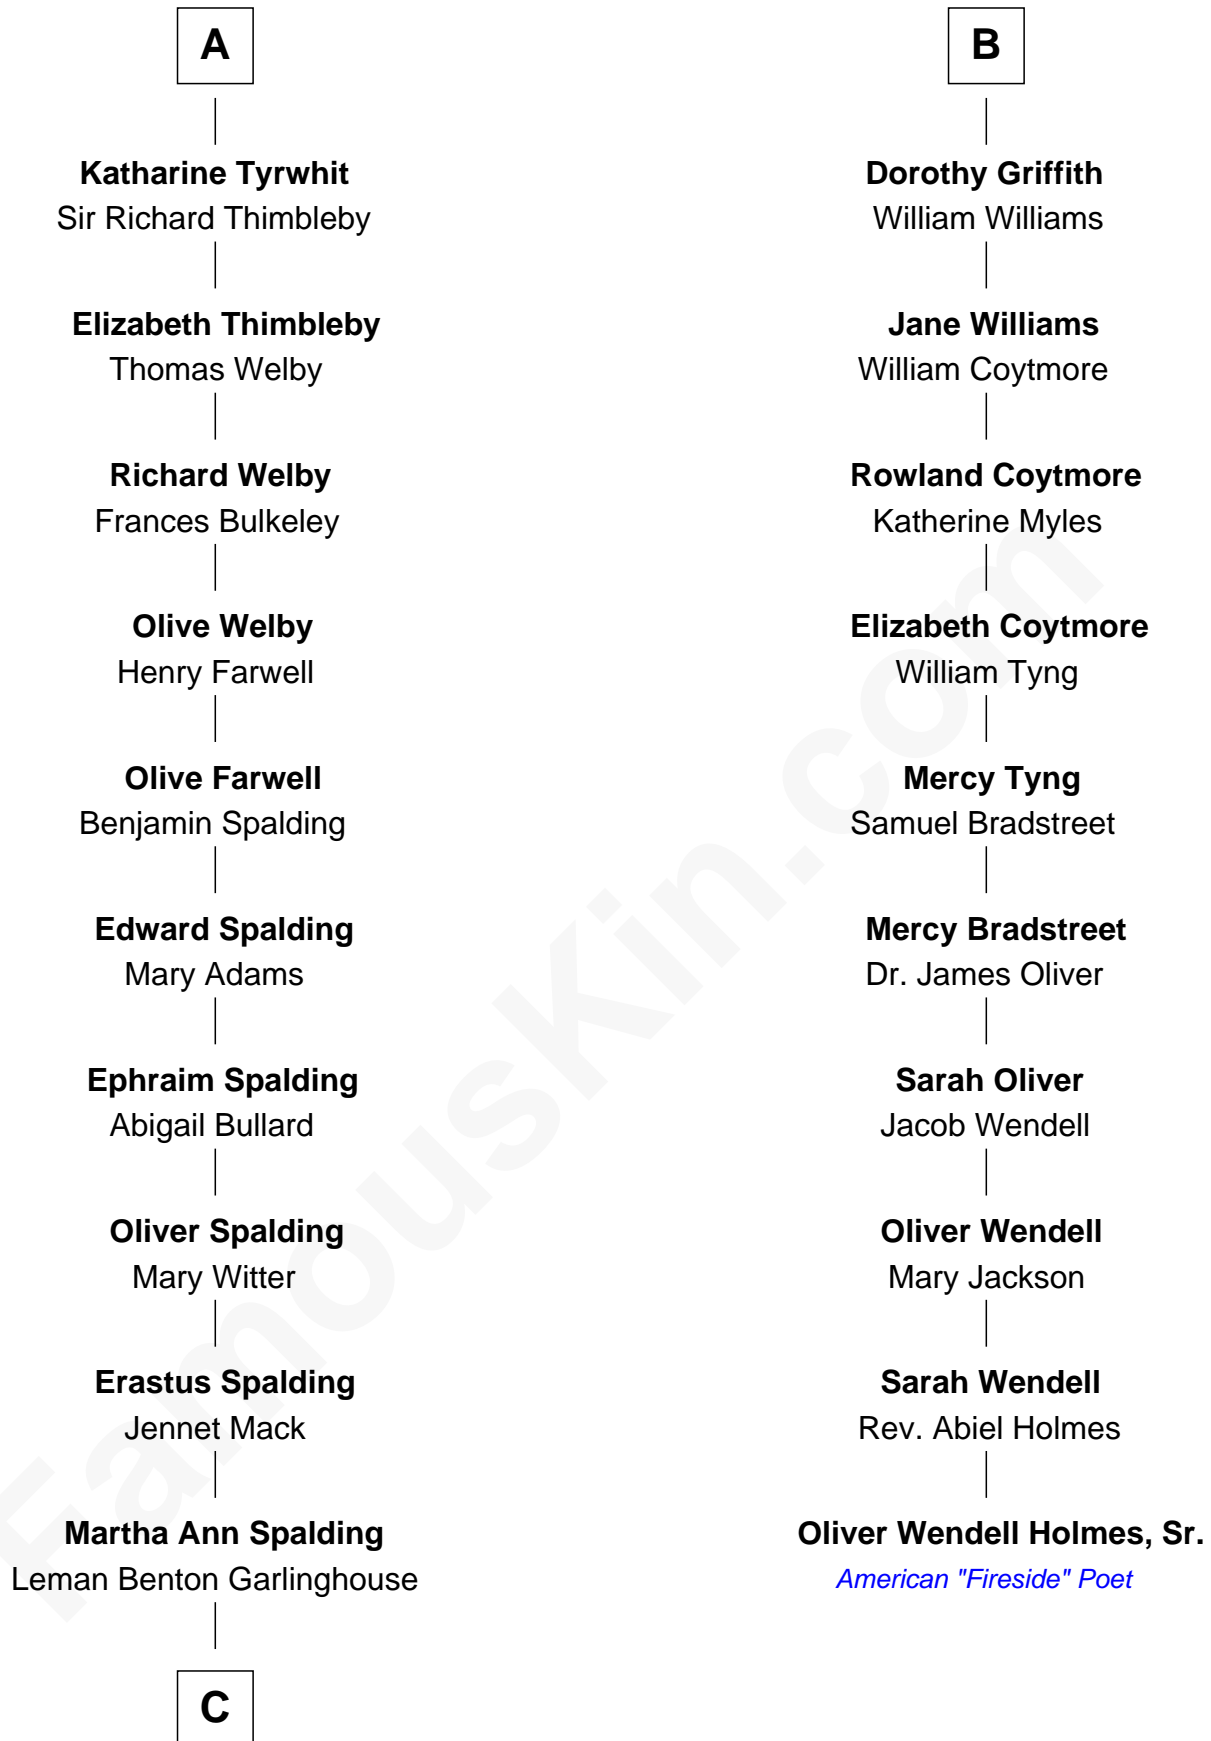 A
Katharine Tyrwhit
Sir Richard Thimbleby
Elizabeth Thimbleby
Thomas Welby
Richard Welby
Frances Bulkeley
Olive Welby
Henry Farwell
Olive Farwell
Benjamin Spalding
Edward Spalding
Mary Adams
Ephraim Spalding
Abigail Bullard
Oliver Spalding
Mary Witter
Erastus Spalding
Jennet Mack
Martha Ann Spalding
Leman Benton Garlinghouse
C
B
Dorothy Griffith
William Williams
Jane Williams
William Coytmore
Rowland Coytmore
Katherine Myles
Elizabeth Coytmore
William Tyng
Mercy Tyng
Samuel Bradstreet
Mercy Bradstreet
Dr. James Oliver
Sarah Oliver
Jacob Wendell
Oliver Wendell
Mary Jackson
Sarah Wendell
Rev. Abiel Holmes
Oliver Wendell Holmes, Sr.
American "Fireside" Poet
FamousKin.com